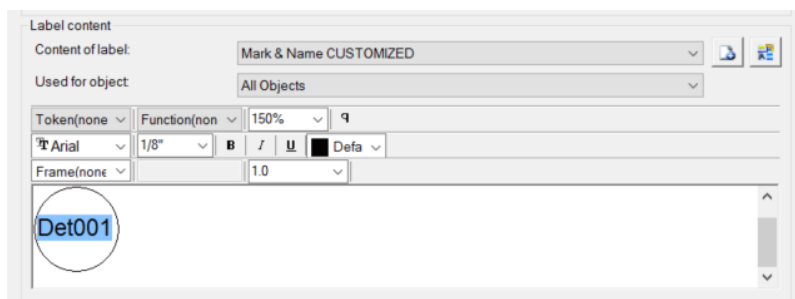 Label content
Content of label: Mark & Name CUSTOMIZED
Used for object: All Objects
Token(none Function(non 150% ¶
Arial 1/8" B I U Defa
Frame(none 1.0
Det001